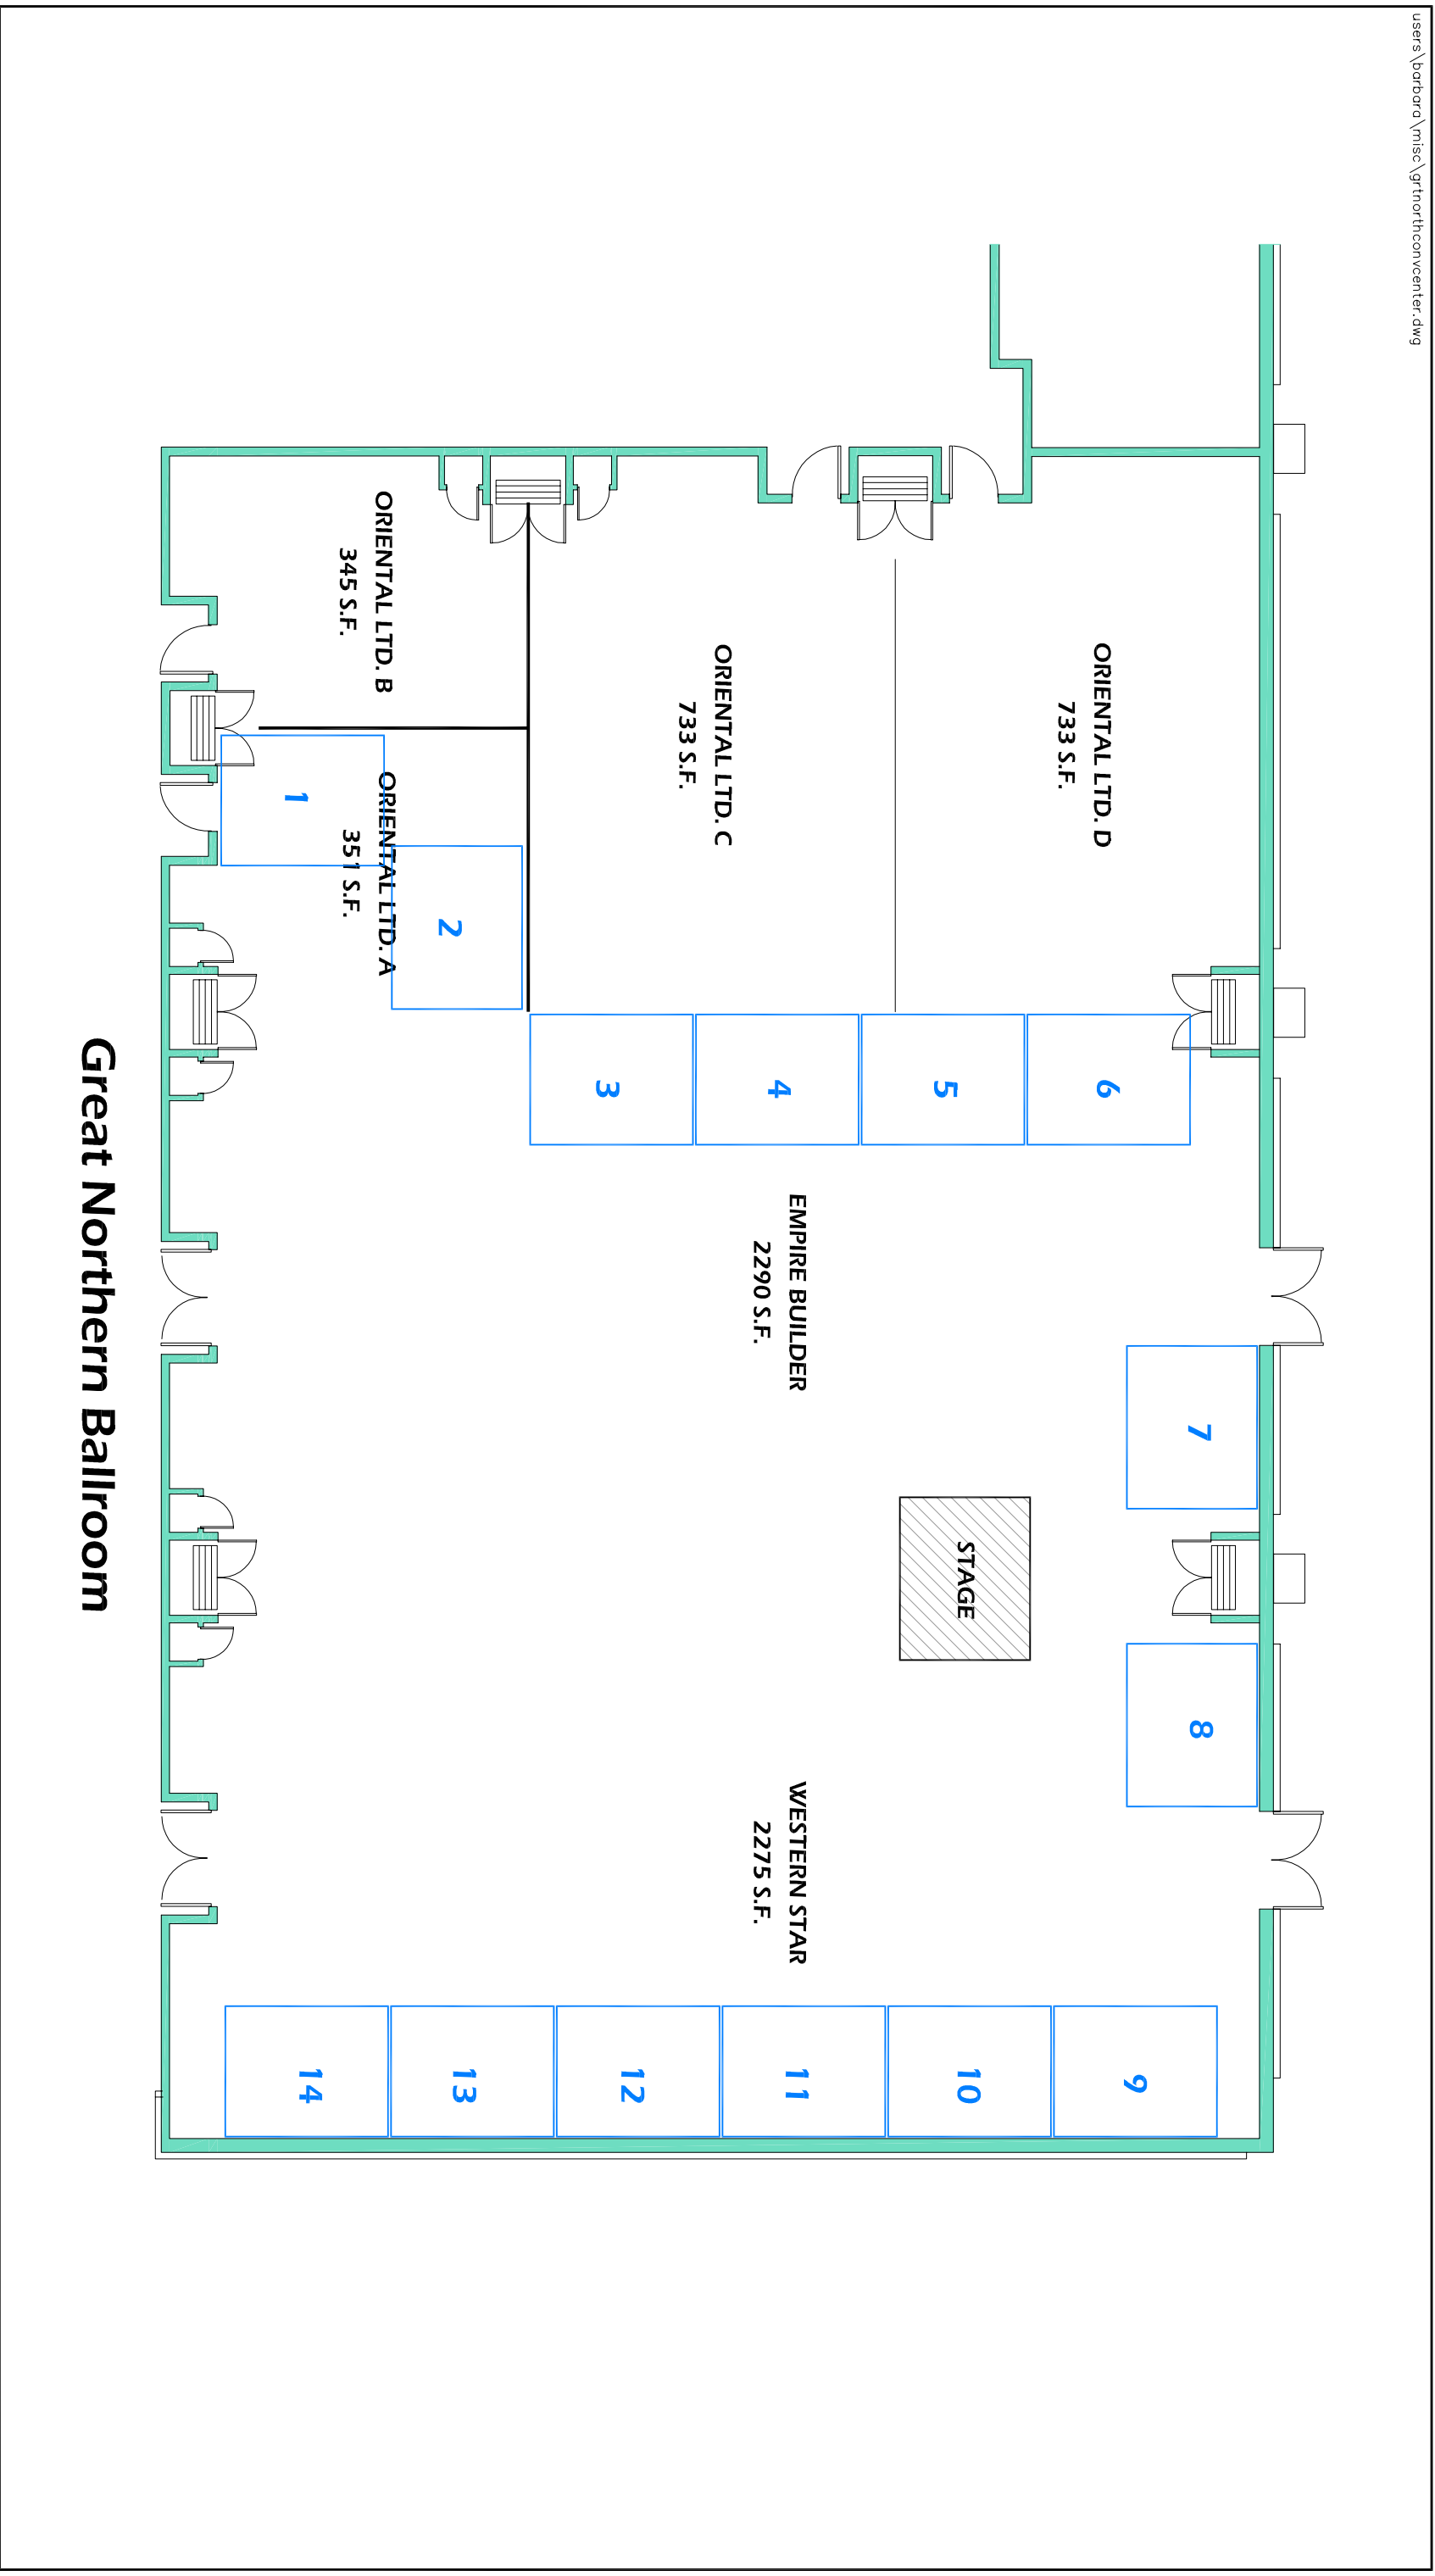 users\barbara\misc\grtnorthconvcenter.dwg
ORIENTAL LTD. D
733 S.F.
ORIENTAL LTD. C
733 S.F.
ORIENTAL LTD. B
345 S.F.
ORIENTAL LTD. A
351 S.F.
1
2
3
4
5
6
EMPIRE BUILDER
2290 S.F.
7
STAGE
8
WESTERN STAR
2275 S.F.
9
10
11
12
13
14
Great Northern Ballroom